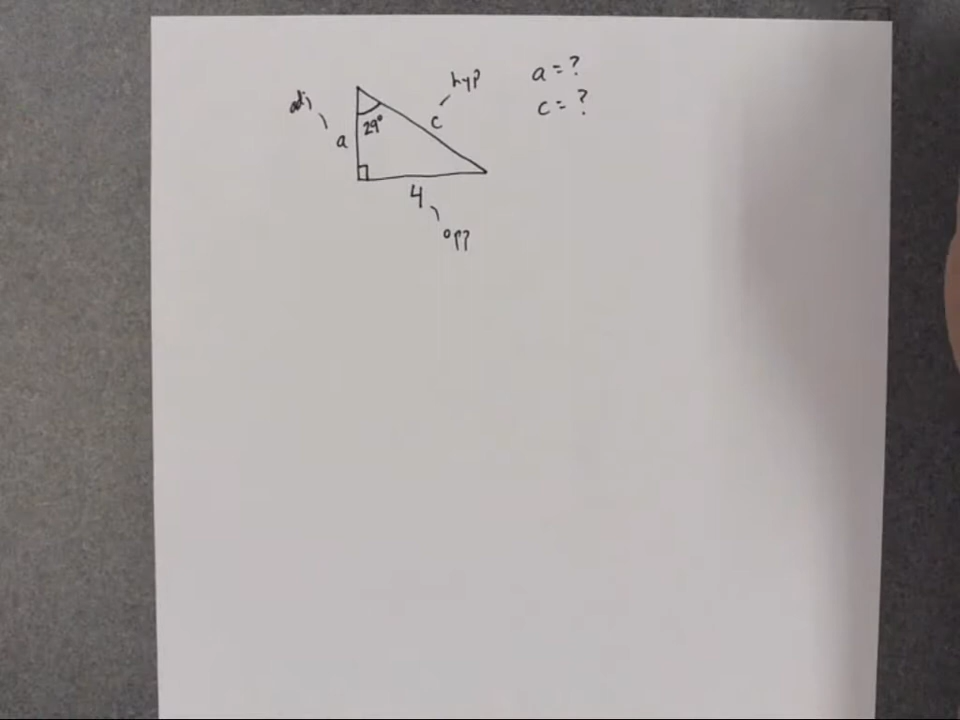 hyp
a = ?
adj
c
c = ?
29°
a
4
opp